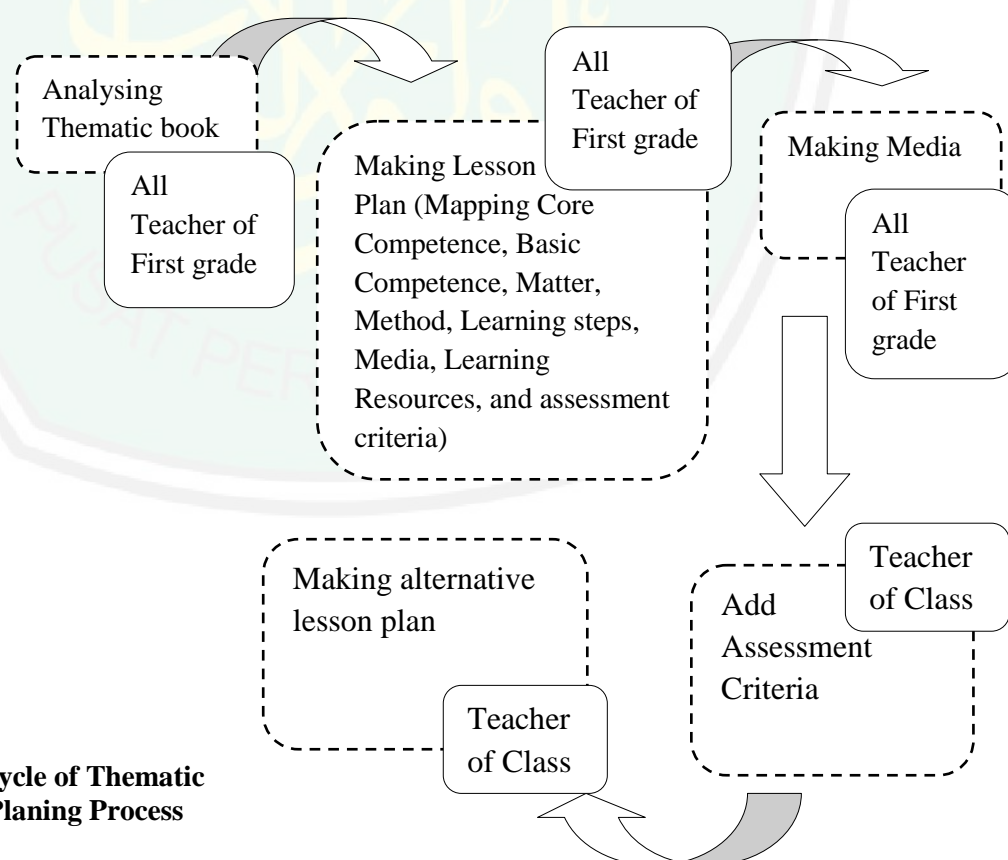 Analysing
Thematic book
All
Teacher of
First grade
Making Lesson
Plan (Mapping Core
Competence, Basic
Competence, Matter,
Method, Learning steps,
Media, Learning
Resources, and assessment
criteria)
All
Teacher of
First grade
Making Media
All
Teacher
of First
grade
Add
Assessment
Criteria
Teacher
of Class
Making alternative
lesson plan
Teacher
of Class
ycle of Thematic
Planing Process
PUSAT PER